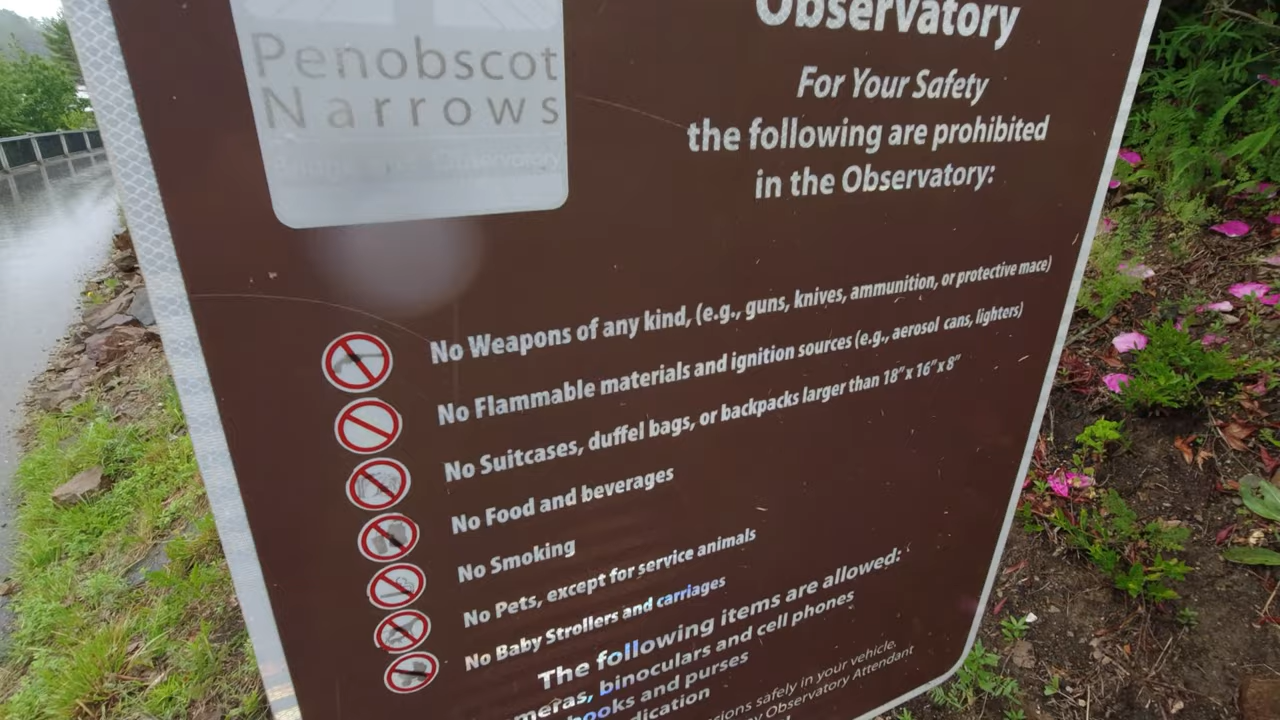 Penobscot
Narrows
Observatory
For Your Safety
the following are prohibited
in the Observatory:
No Weapons of any kind, (e.g., guns, knives, ammunition, or protective mace)
No Flammable materials and ignition sources (e.g., aerosol cans, lighters)
No Suitcases, duffel bags, or backpacks larger than 18" x 16" x 8"
No Food and beverages
No Smoking
No Pets, except for service animals
No Baby Strollers and carriages
The following items are allowed:
meras, binoculars and cell phones
books and purses
dication
sions safely in your vehicle.
Observatory Attendant